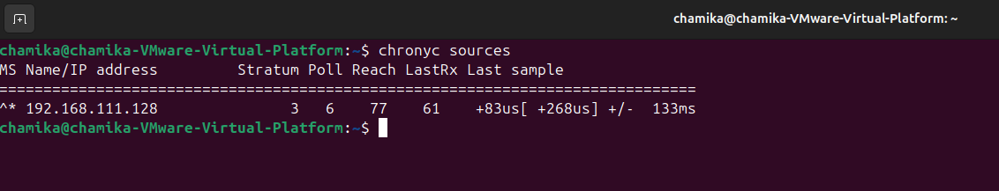 chamika@chamika-VMware-Virtual-Platform: ~
chamika@chamika-VMware-Virtual-Platform:~$ chronyc sources
MS Name/IP address         Stratum Poll Reach LastRx Last sample
===============================================================================
^* 192.168.111.128               3   6    77    61    +83us[ +268us] +/-  133ms
chamika@chamika-VMware-Virtual-Platform:~$